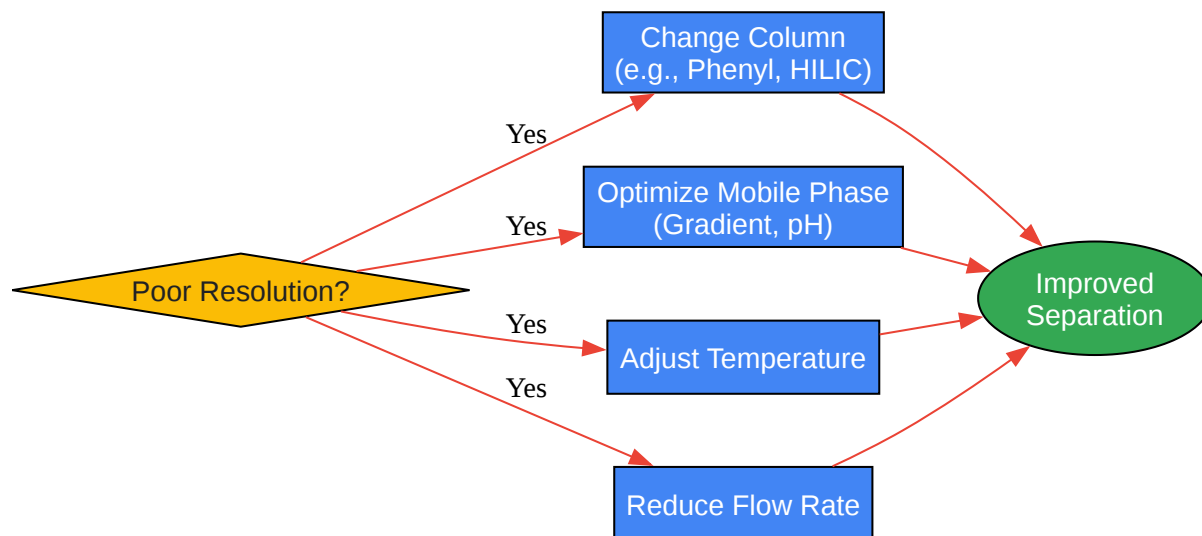 Change Column
(e.g., Phenyl, HILIC)
Yes
Optimize Mobile Phase
(Gradient, pH)
Yes
Poor Resolution?
Improved
Separation
Yes
Adjust Temperature
Yes
Reduce Flow Rate